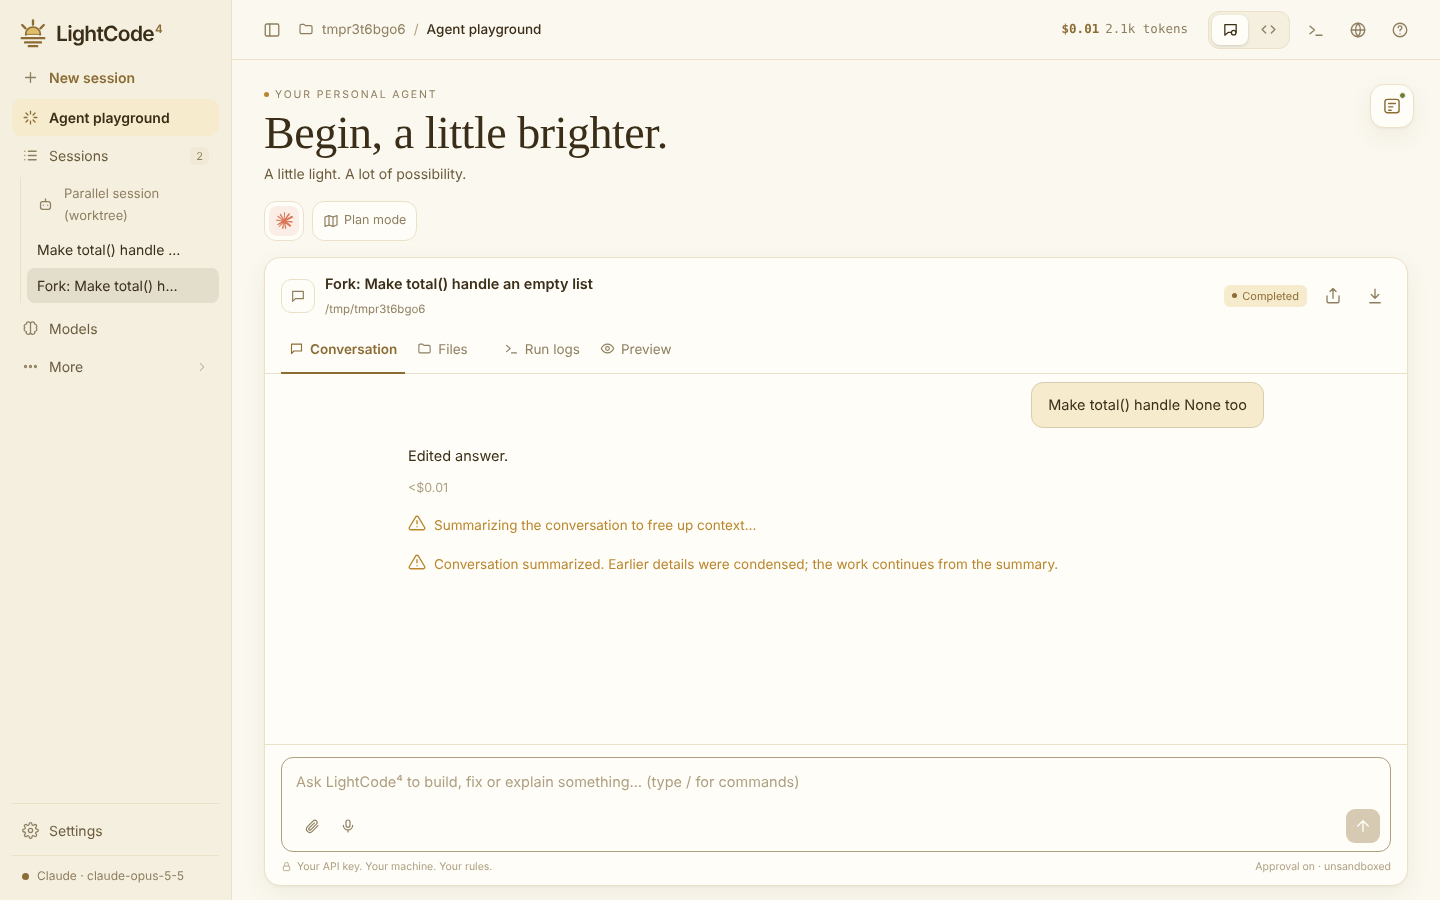 LightCode⁴
New session
Agent playground
Sessions 2
Parallel session
(worktree)
Make total() handle ...
Fork: Make total() h...
Models
More
Settings
Claude · claude-opus-5-5
tmpr3t6bgo6 / Agent playground
$0.01 2.1k tokens
YOUR PERSONAL AGENT
Begin, a little brighter.
A little light. A lot of possibility.
Plan mode
Fork: Make total() handle an empty list
/tmp/tmpr3t6bgo6
Completed
Conversation Files Run logs Preview
Make total() handle None too
Edited answer.
<$0.01
Summarizing the conversation to free up context...
Conversation summarized. Earlier details were condensed; the work continues from the summary.
Ask LightCode⁴ to build, fix or explain something... (type / for commands)
Your API key. Your machine. Your rules.
Approval on · unsandboxed